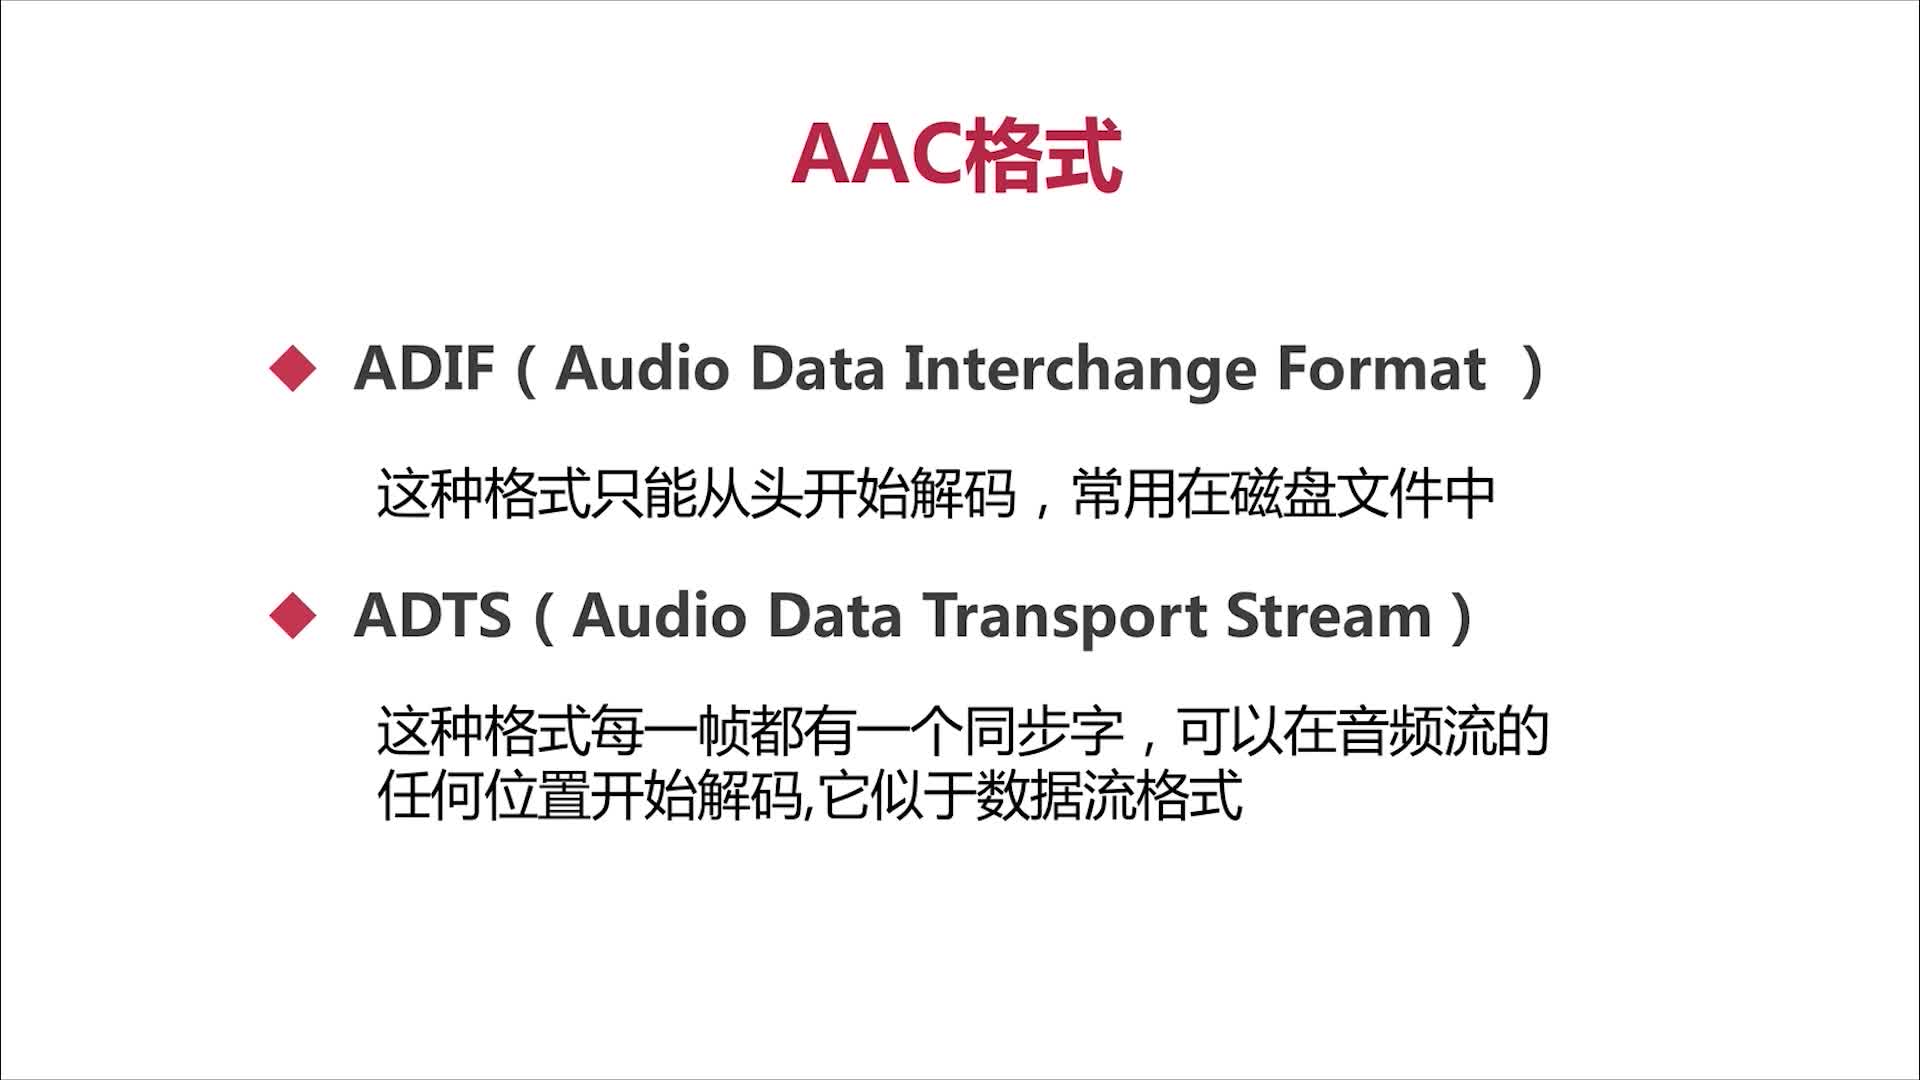 AAC格式
ADIF（Audio Data Interchange Format ）
这种格式只能从头开始解码，常用在磁盘文件中
ADTS（Audio Data Transport Stream）
这种格式每一帧都有一个同步字，可以在音频流的
任何位置开始解码,它似于数据流格式